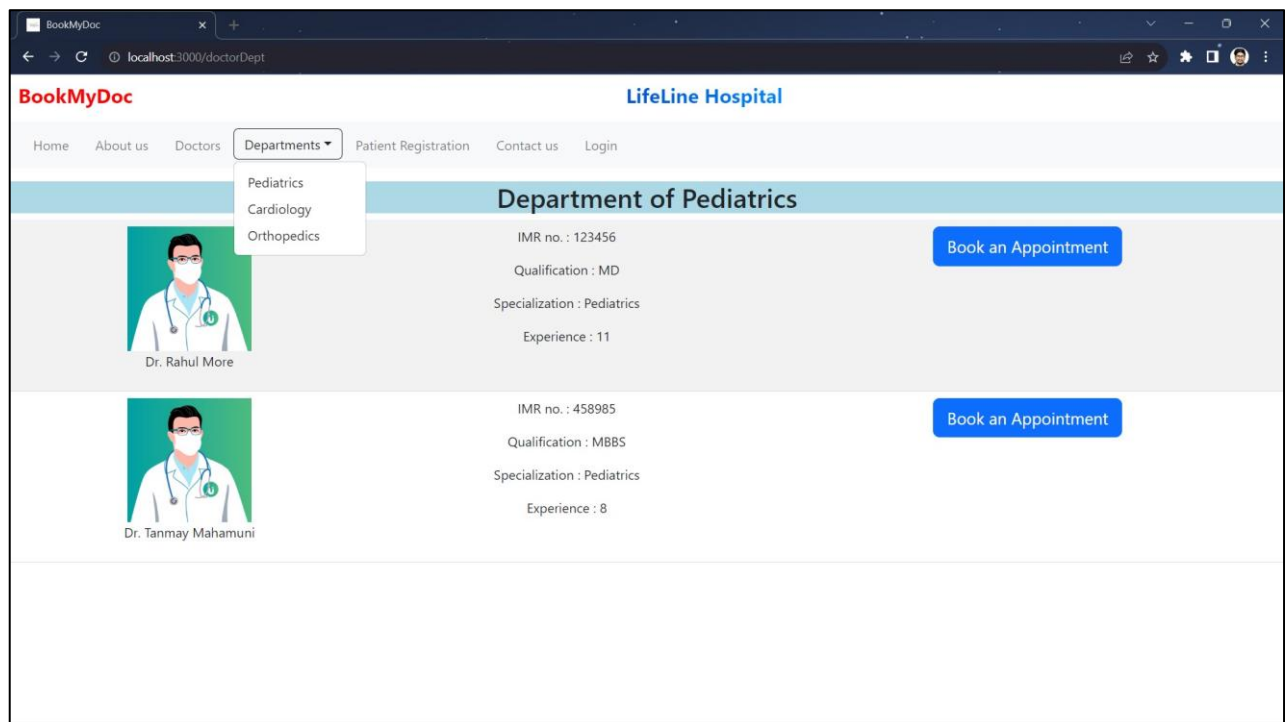 BookMyDoc
localhost:3000/doctorDept
BookMyDoc LifeLine Hospital
Home About us Doctors Departments Patient Registration Contact us Login
Pediatrics
Cardiology
Orthopedics
Department of Pediatrics
IMR no. : 123456
Qualification : MD
Specialization : Pediatrics
Experience : 11
Dr. Rahul More
Book an Appointment
IMR no. : 458985
Qualification : MBBS
Specialization : Pediatrics
Experience : 8
Dr. Tanmay Mahamuni
Book an Appointment